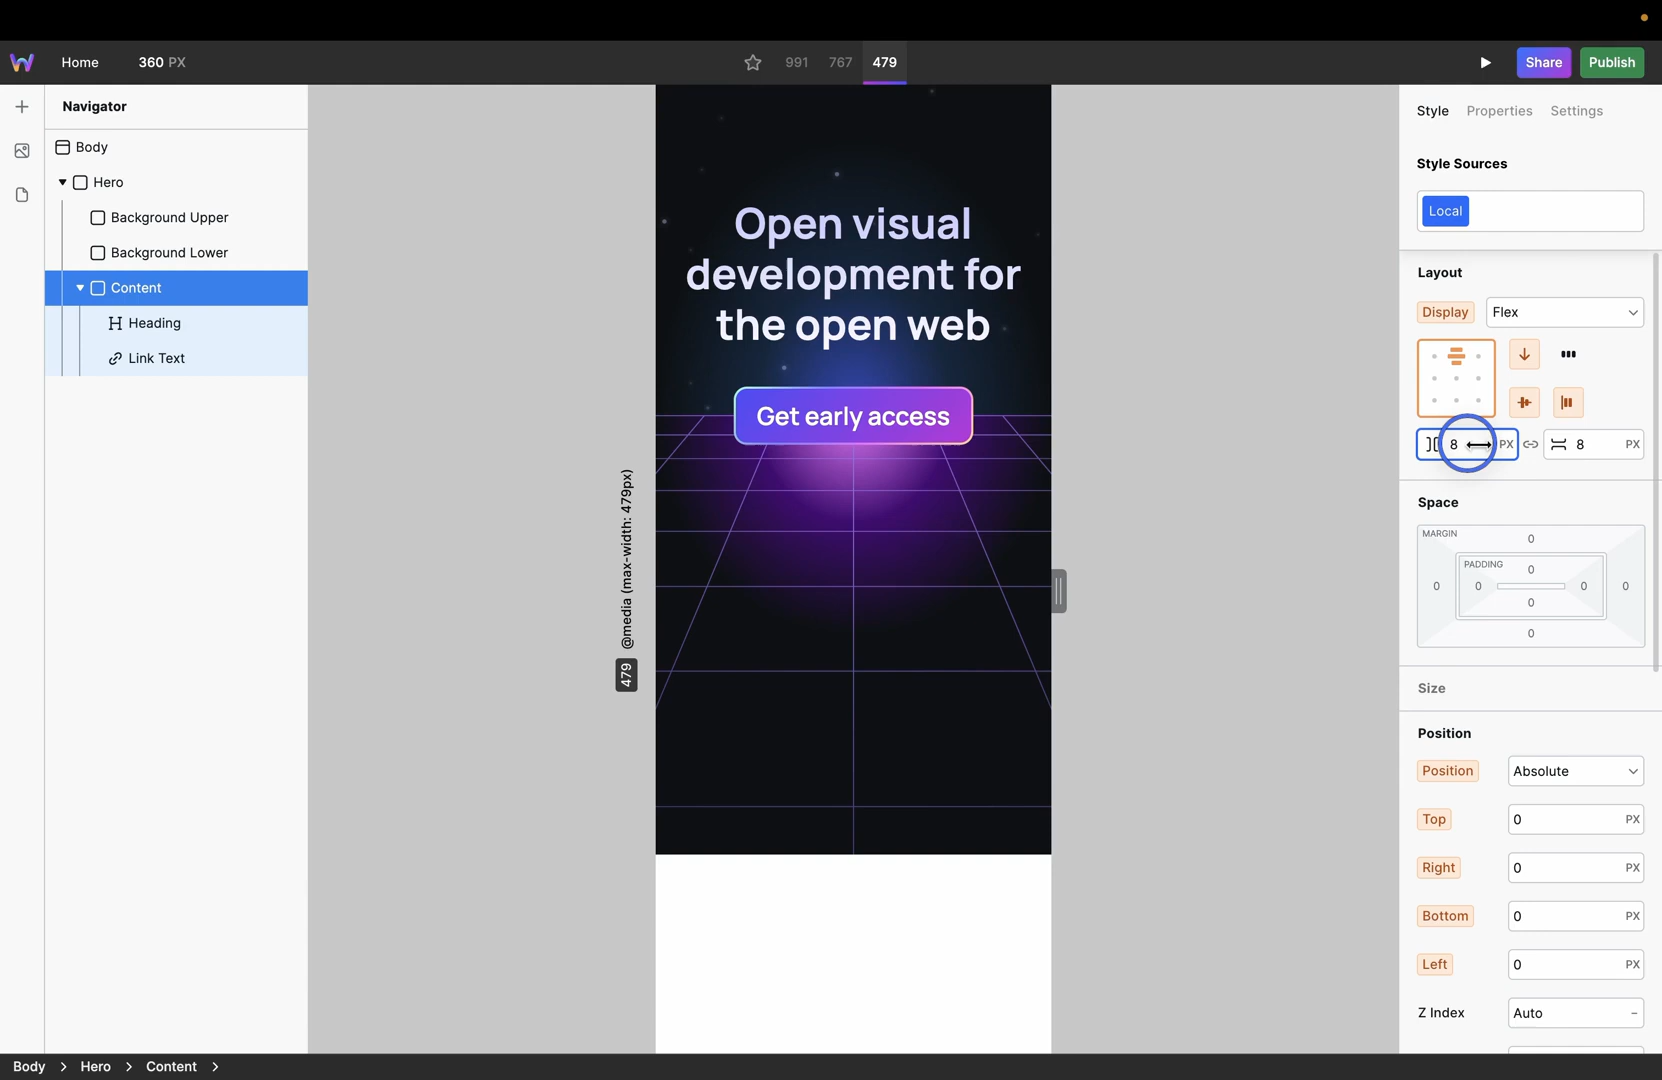 Home
360 PX
991
767
479
Share
Publish
Navigator
Body
Hero
Background Upper
Background Lower
Content
Heading
Link Text
479 @media (max-width: 479px)
Open visual
development for
the open web
Get early access
Style
Properties
Settings
Style Sources
Local
Layout
Display
Flex
8
PX
8
PX
Space
MARGIN
0
PADDING
0
0
0
0
0
0
0
Size
Position
Position
Absolute
Top
0
PX
Right
0
PX
Bottom
0
PX
Left
0
PX
Z Index
Auto
Body
Hero
Content